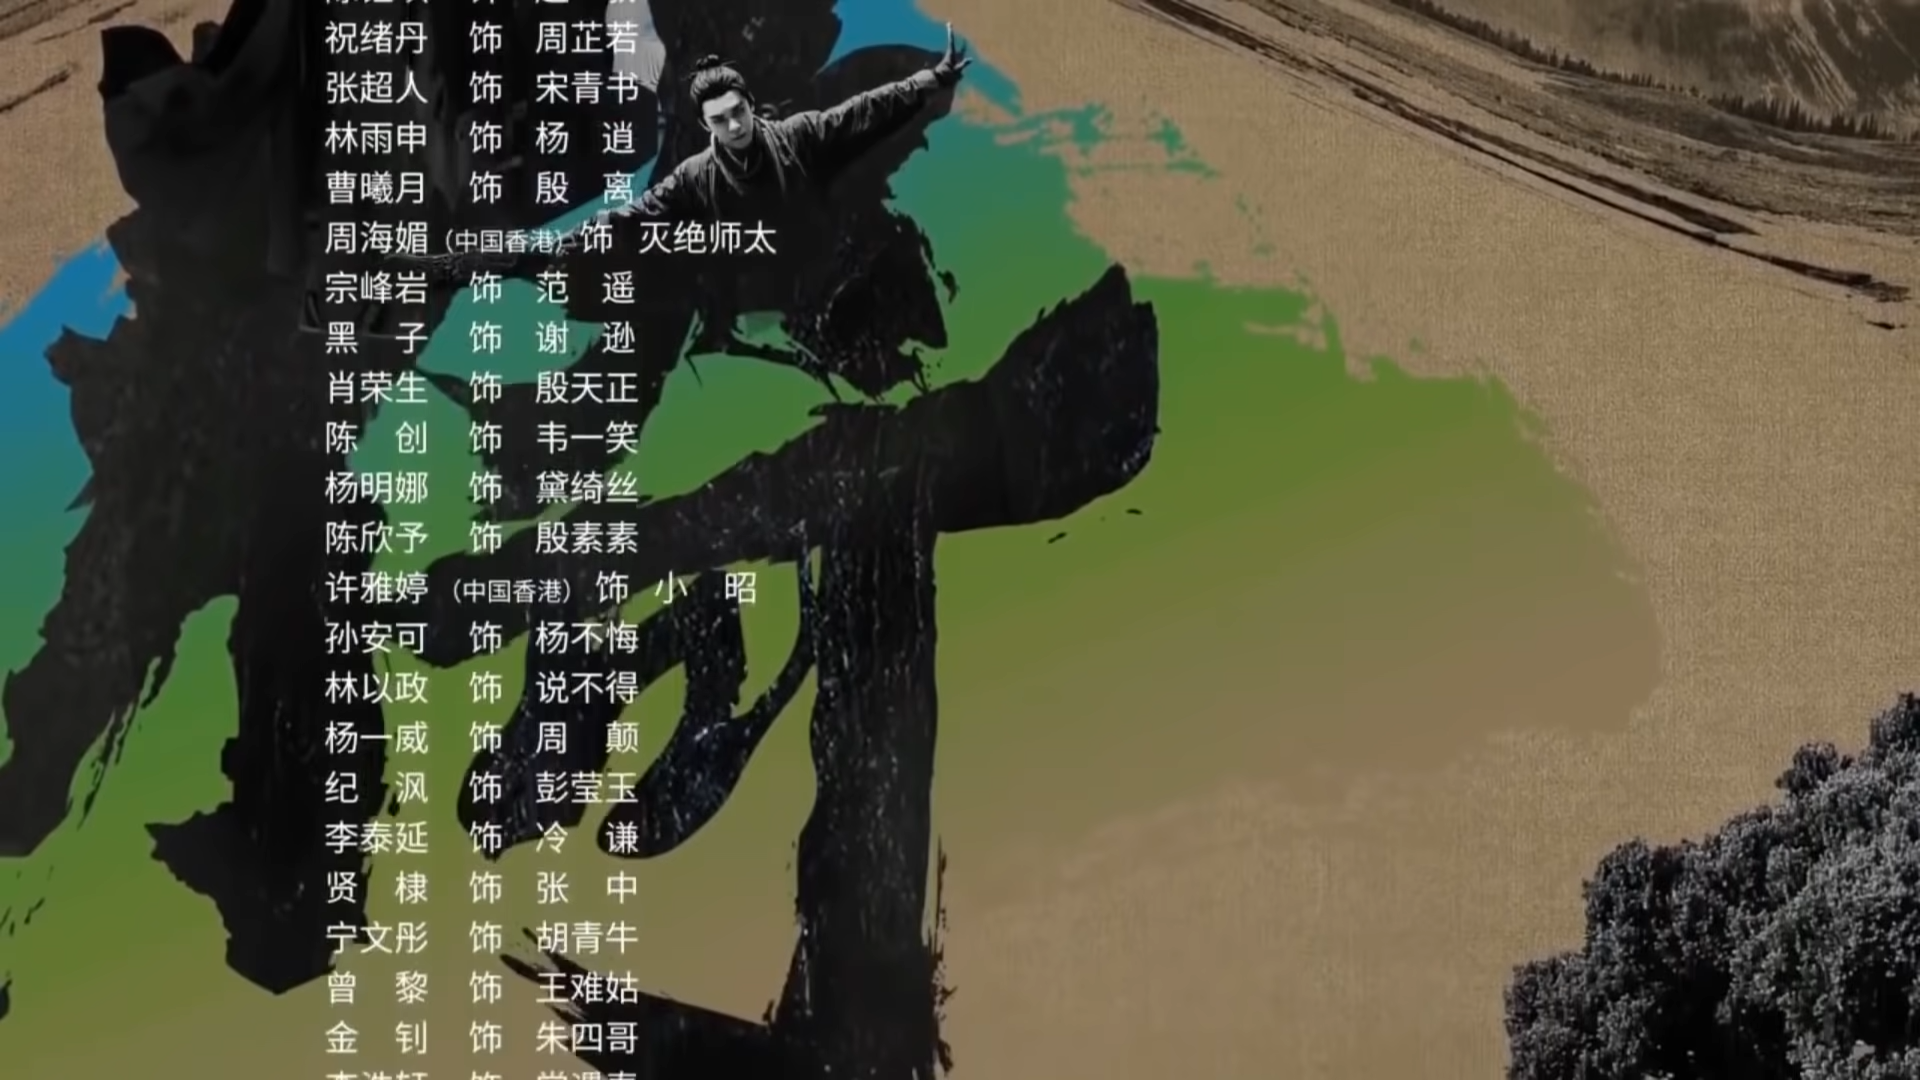 祝绪丹 饰 周芷若
张超人 饰 宋青书
林雨申 饰 杨 逍
曹曦月 饰 殷 离
周海媚（中国香港）饰 灭绝师太
宗峰岩 饰 范 遥
黑 子 饰 谢 逊
肖荣生 饰 殷天正
陈 创 饰 韦一笑
杨明娜 饰 黛绮丝
陈欣予 饰 殷素素
许雅婷（中国香港）饰 小 昭
孙安可 饰 杨不悔
林以政 饰 说不得
杨一威 饰 周 颠
纪 沨 饰 彭莹玉
李泰延 饰 冷 谦
贤 棣 饰 张 中
宁文彤 饰 胡青牛
曾 黎 饰 王难姑
金 钊 饰 朱四哥